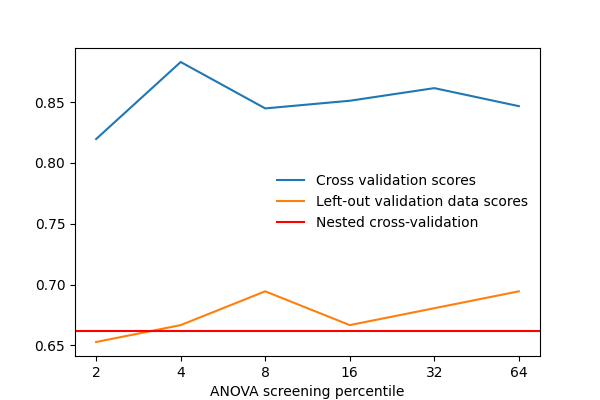 0.85
0.80
0.75
0.70
0.65
Cross validation scores
Left-out validation data scores
Nested cross-validation
2 4 8 16 32 64
ANOVA screening percentile